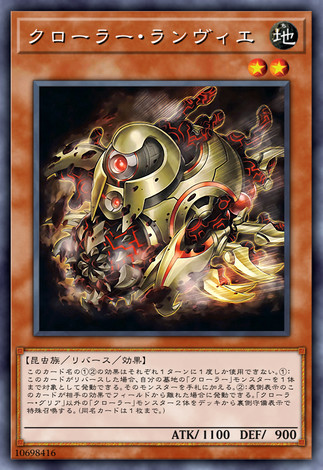 クローラー・ランヴィエ
地
【昆虫族／リバース／効果】
このカード名の①②の効果はそれぞれ1ターンに1度しか使用できない。①：
このカードがリバースした場合、自分の墓地の「クローラー」モンスターを1体
まで対象として発動できる。そのモンスターを手札に加える。②：表側表示のこ
のカードが相手の効果でフィールドから離れた場合に発動できる。「クローラ
ー・グリア」以外の「クローラー」モンスター2体をデッキから裏側守備表示で
特殊召喚する。（同名カードは1枚まで。）
ATK/1100 DEF/ 900
10698416